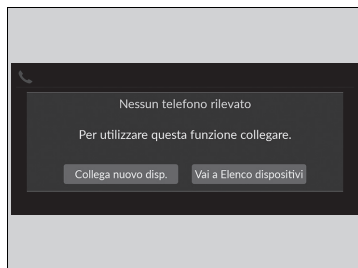 Nessun telefono rilevato
Per utilizzare questa funzione collegare.
Collega nuovo disp.
Vai a Elenco dispositivi